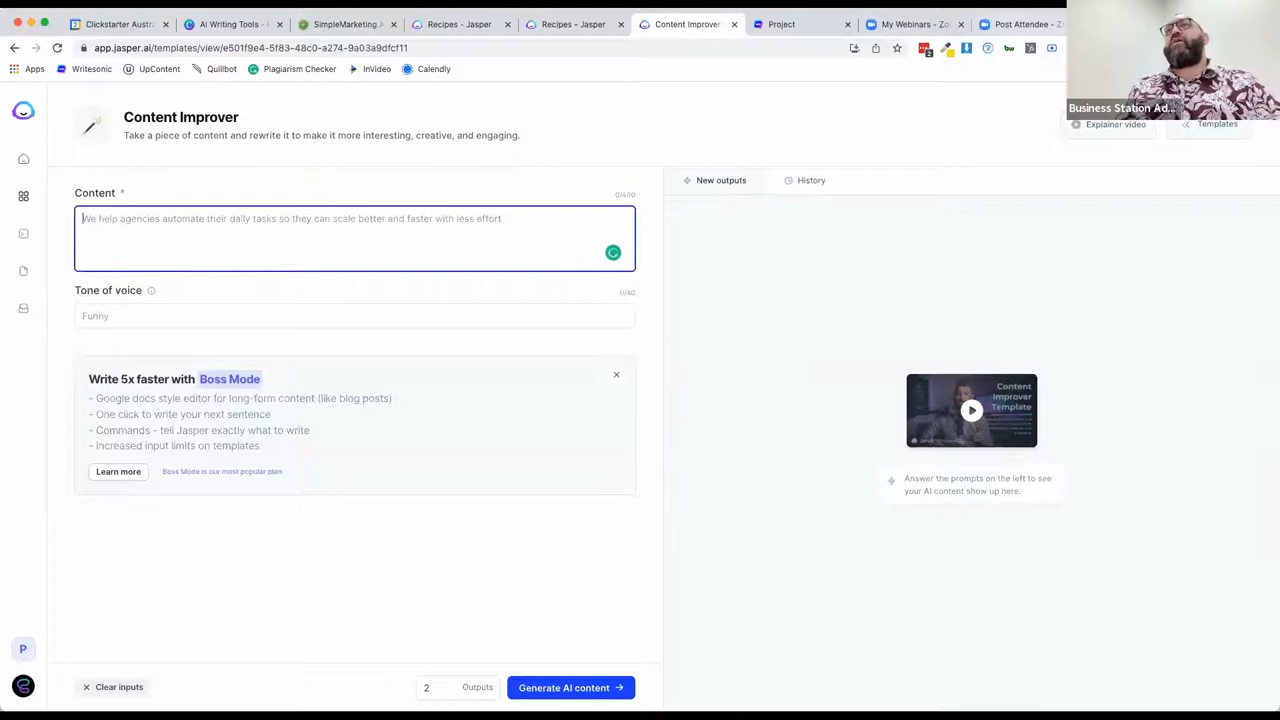 Clickstarter Austra
Ai Writing Tools -
SimpleMarketing.
Recipes - Jasper
Recipes - Jasper
Content Improver
Project
My Webinars - Zo
Post Attendee - Z
app.jasper.ai/templates/view/e501f9e4-5f83-48c0-a274-9a03a9dfcf11
Apps
Writesonic
UpContent
Quillbot
Plagiarism Checker
InVideo
Calendly
Business Station Ad...
Content Improver
Take a piece of content and rewrite it to make it more interesting, creative, and engaging.
Explainer video
Templates
Content *
0/400
We help agencies automate their daily tasks so they can scale better and faster with less effort
Tone of voice
0/80
Funny
Write 5x faster with Boss Mode
- Google docs style editor for long-form content (like blog posts)
- One click to write your next sentence
- Commands - tell Jasper exactly what to write
- Increased input limits on templates
Learn more
Boss Mode is our most popular plan
Clear inputs
2
Outputs
Generate AI content
P
New outputs
History
Content
Improver
Template
Answer the prompts on the left to see
your AI content show up here.